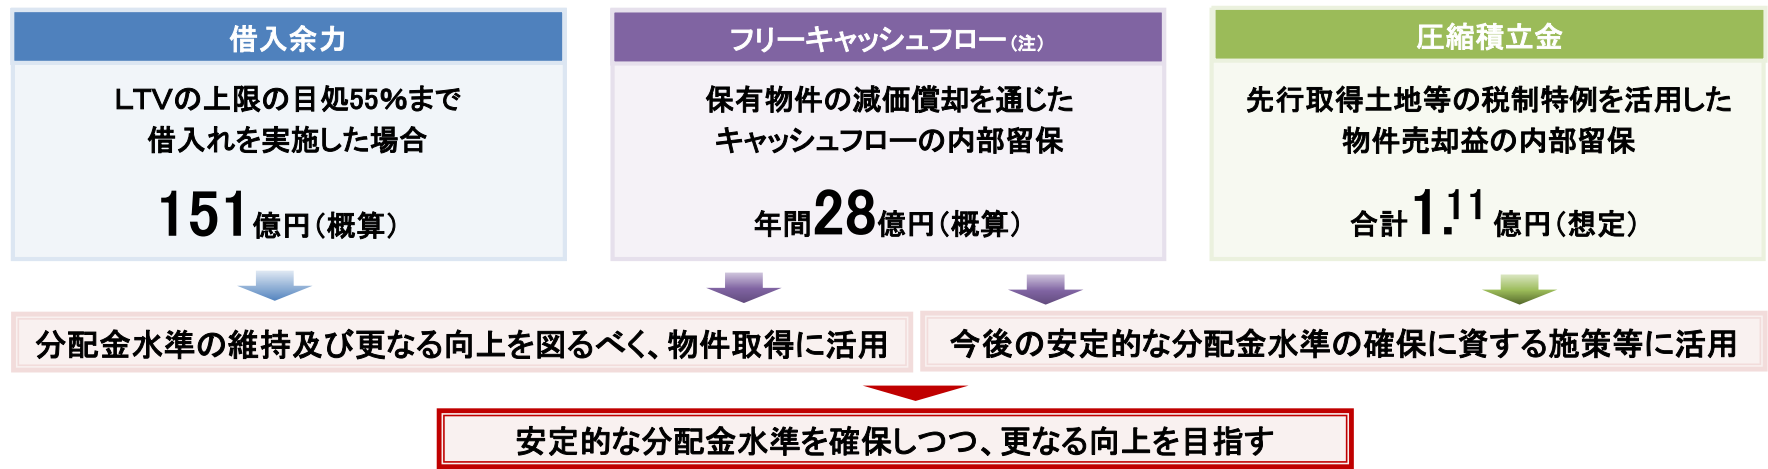 借入余力
LTVの上限の目処55%まで
借入れを実施した場合
151億円(概算)
フリーキャッシュフロー(注)
保有物件の減価償却を通じた
キャッシュフローの内部留保
年間28億円(概算)
圧縮積立金
先行取得土地等の税制特例を活用した
物件売却益の内部留保
合計1.11億円(想定)
分配金水準の維持及び更なる向上を図るべく、物件取得に活用
今後の安定的な分配金水準の確保に資する施策等に活用
安定的な分配金水準を確保しつつ、更なる向上を目指す